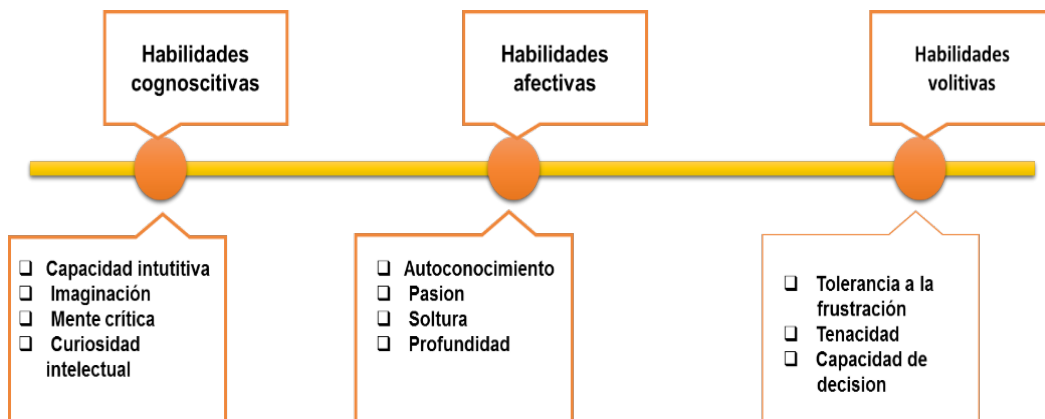 Habilidades
cognoscitivas
Habilidades
afectivas
Habilidades
volitivas
Capacidad intutitiva
Imaginación
Mente crítica
Curiosidad
intelectual
Autoconocimiento
Pasion
Soltura
Profundidad
Tolerancia a la
frustración
Tenacidad
Capacidad de
decision